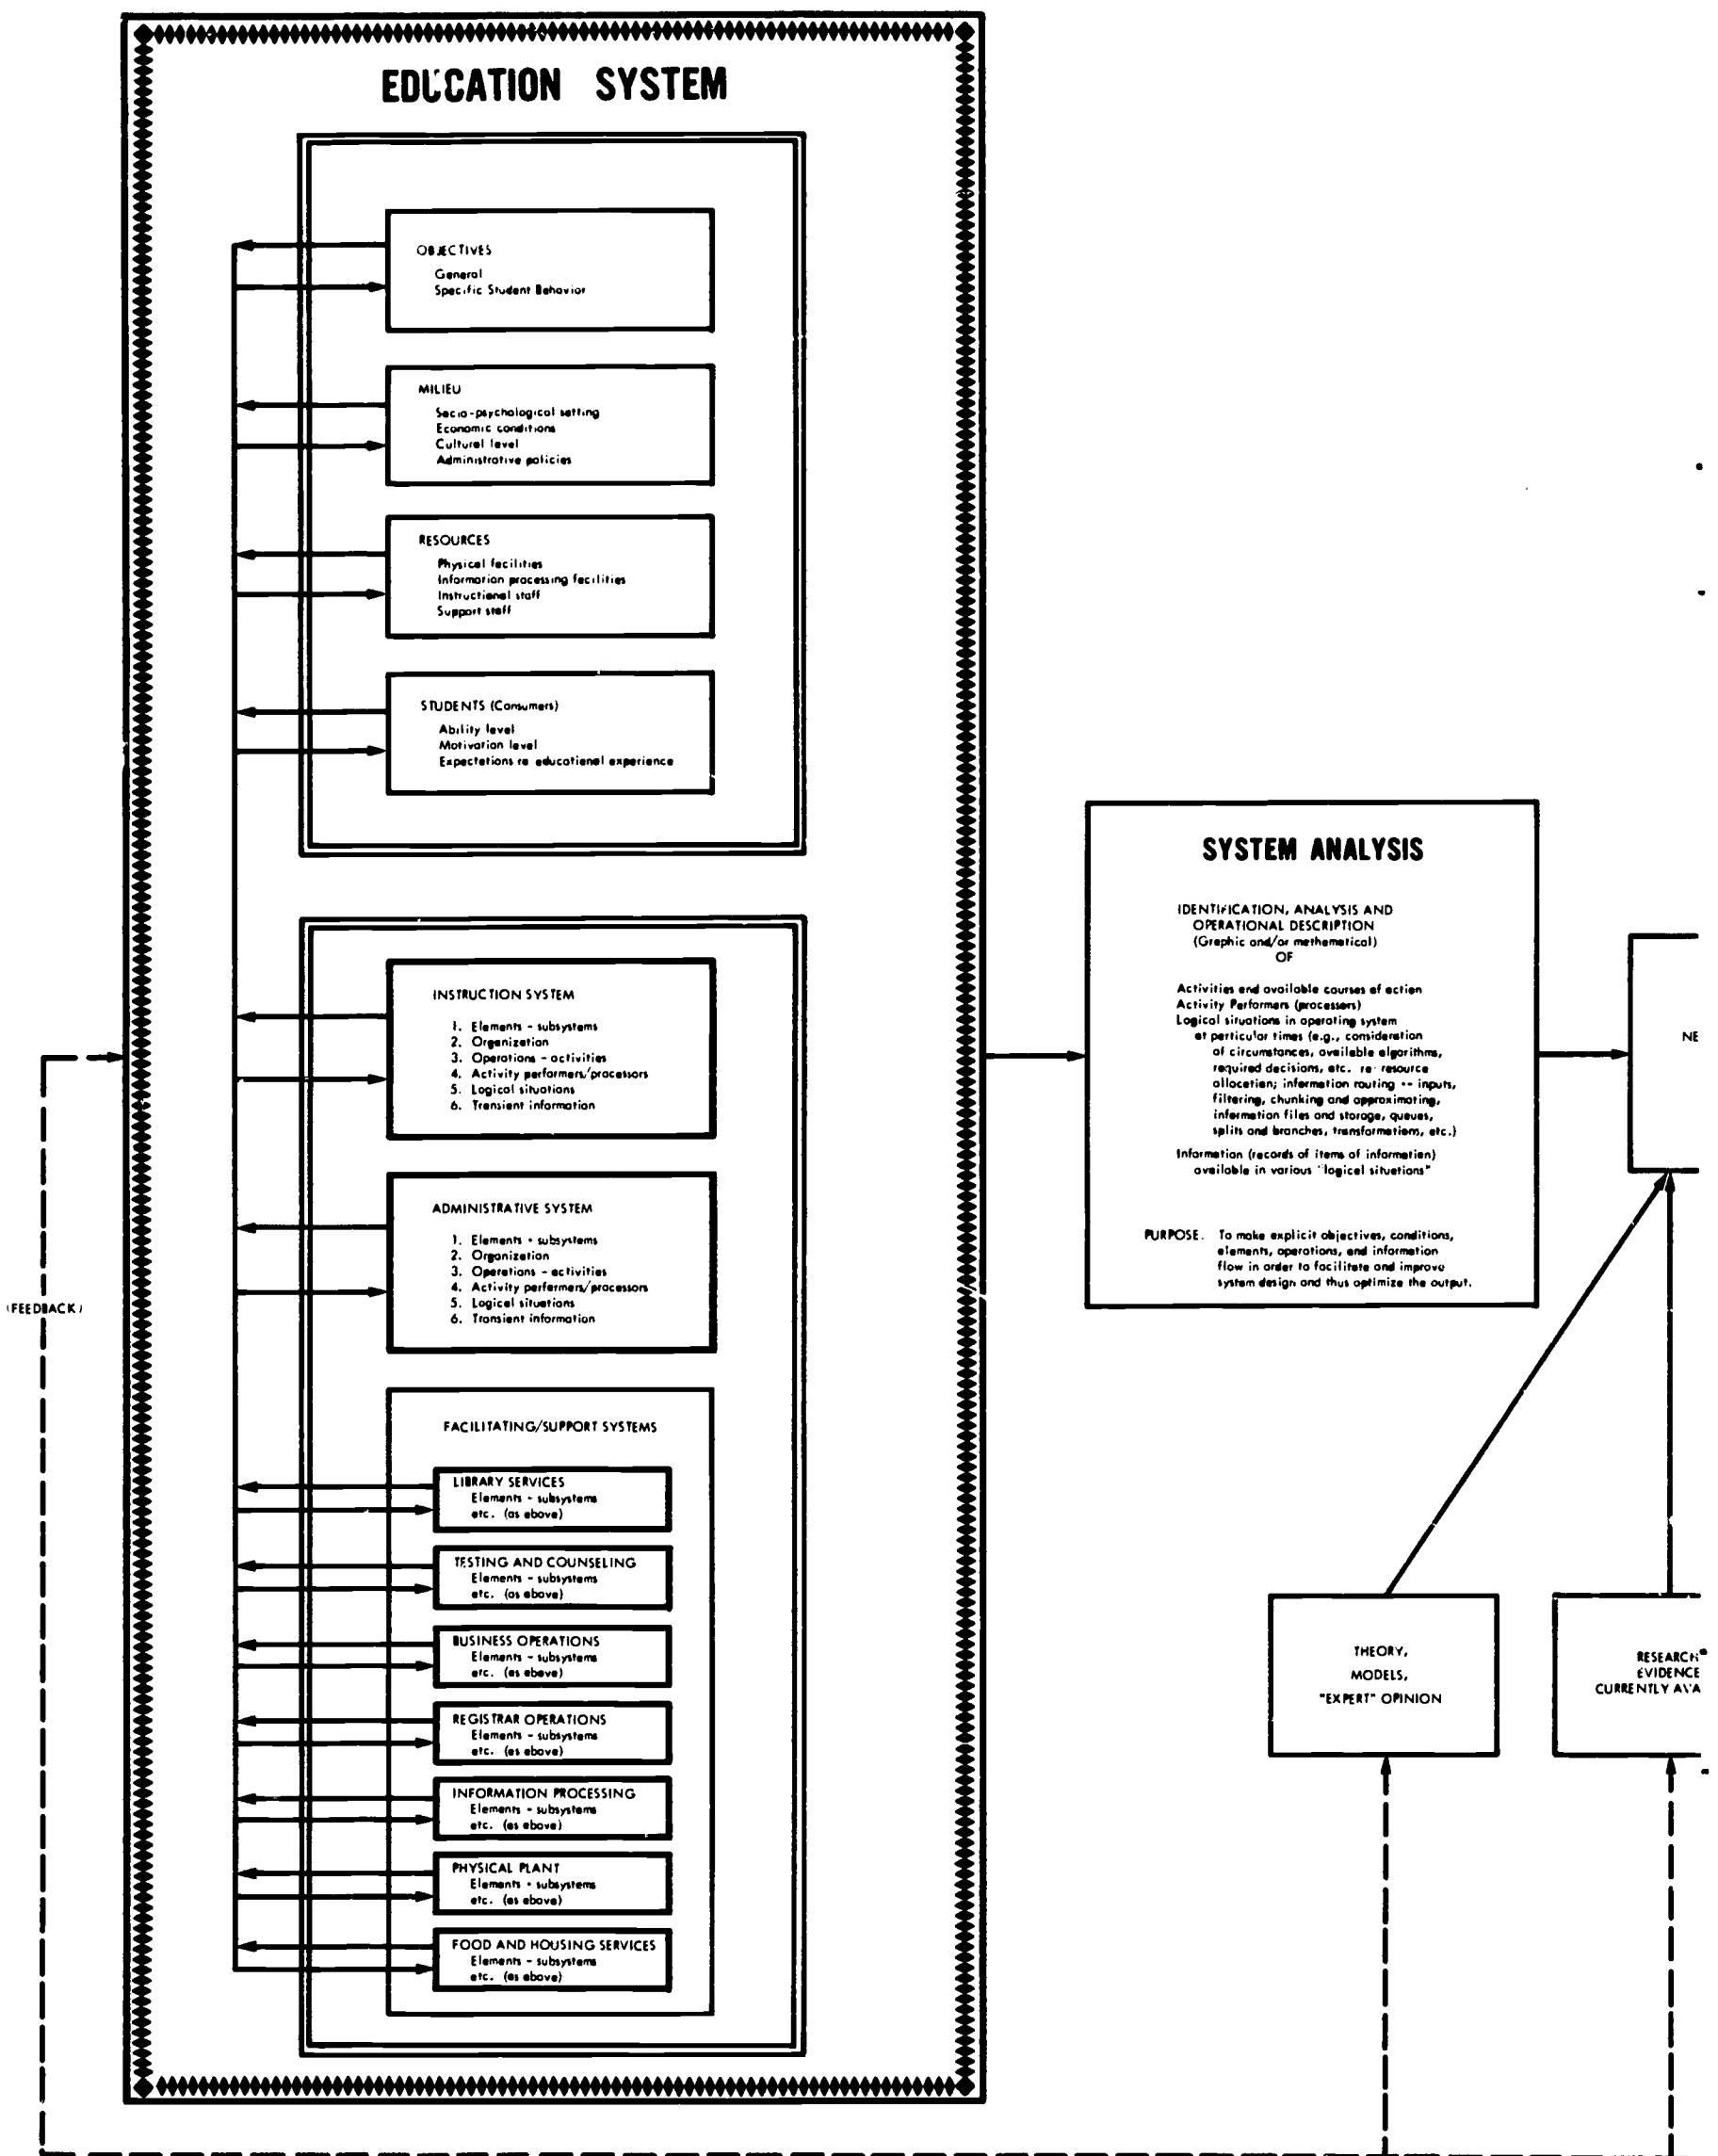 EDUCATION SYSTEM
OBJECTIVES
General
Specific Student Behavior
MILIEU
Socio-psychological setting
Economic conditions
Cultural level
Administrative policies
RESOURCES
Physical facilities
Information processing facilities
Instructional staff
Support staff
STUDENTS (Consumers)
Ability level
Motivation level
Expectations re educational experience
INSTRUCTION SYSTEM
1. Elements - subsystems
2. Organization
3. Operations - activities
4. Activity performers/processors
5. Logical situations
6. Transient information
ADMINISTRATIVE SYSTEM
1. Elements - subsystems
2. Organization
3. Operations - activities
4. Activity performers/processors
5. Logical situations
6. Transient information
FACILITATING/SUPPORT SYSTEMS
LIBRARY SERVICES
Elements - subsystems
etc. (as above)
TESTING AND COUNSELING
Elements - subsystems
etc. (as above)
BUSINESS OPERATIONS
Elements - subsystems
etc. (as above)
REGISTRAR OPERATIONS
Elements - subsystems
etc. (as above)
INFORMATION PROCESSING
Elements - subsystems
etc. (as above)
PHYSICAL PLANT
Elements - subsystems
etc. (as above)
FOOD AND HOUSING SERVICES
Elements - subsystems
etc. (as above)
(FEEDBACK)
SYSTEM ANALYSIS
IDENTIFICATION, ANALYSIS AND
OPERATIONAL DESCRIPTION
(Graphic and/or mathematical)
OF
Activities and available courses of action
Activity Performers (processers)
Logical situations in operating system
at particular times (e.g., consideration
of circumstances, available algorithms,
required decisions, etc. re resource
allocation; information routing -- inputs,
filtering, chunking and approximating,
information files and storage, queues,
splits and branches, transformations, etc.)
Information (records of items of information)
available in various "logical situations"
PURPOSE. To make explicit objectives, conditions,
elements, operations, and information
flow in order to facilitate and improve
system design and thus optimize the output.
NE
THEORY,
MODELS,
"EXPERT" OPINION
RESEARCH
EVIDENCE
CURRENTLY AVA